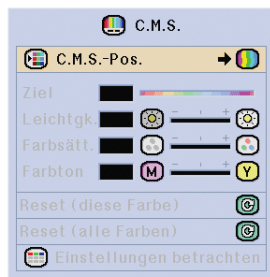 C.M.S.
C.M.S.-Pos.
Ziel
Leichtgk.
- +
Farbsätt.
- +
Farbton
M - + Y
Reset (diese Farbe)
Reset (alle Farben)
Einstellungen betrachten